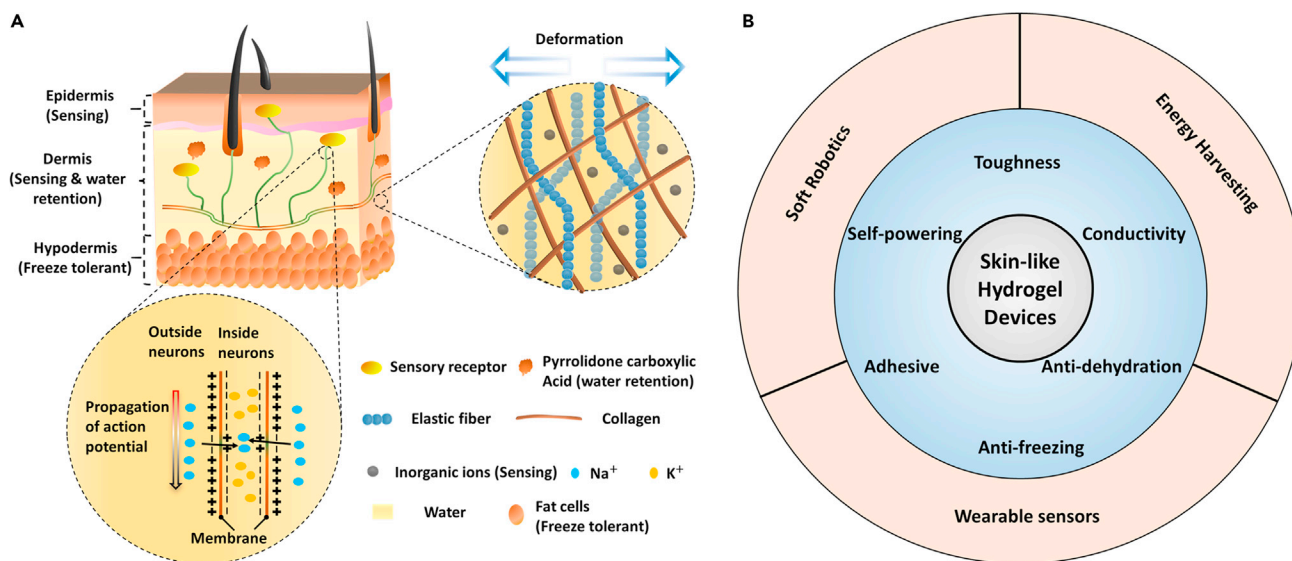 A
Deformation
Epidermis
(Sensing)
Dermis
(Sensing & water
retention)
Hypodermis
(Freeze tolerant)
Outside
neurons
Inside
neurons
Propagation
of action
potential
Membrane
Sensory receptor
Pyrrolidone carboxylic
Acid (water retention)
Elastic fiber
Collagen
Inorganic ions (Sensing)
Na+
K+
Water
Fat cells
(Freeze tolerant)
B
Soft Robotics
Energy Harvesting
Toughness
Self-powering
Conductivity
Skin-like
Hydrogel
Devices
Adhesive
Anti-dehydration
Anti-freezing
Wearable sensors